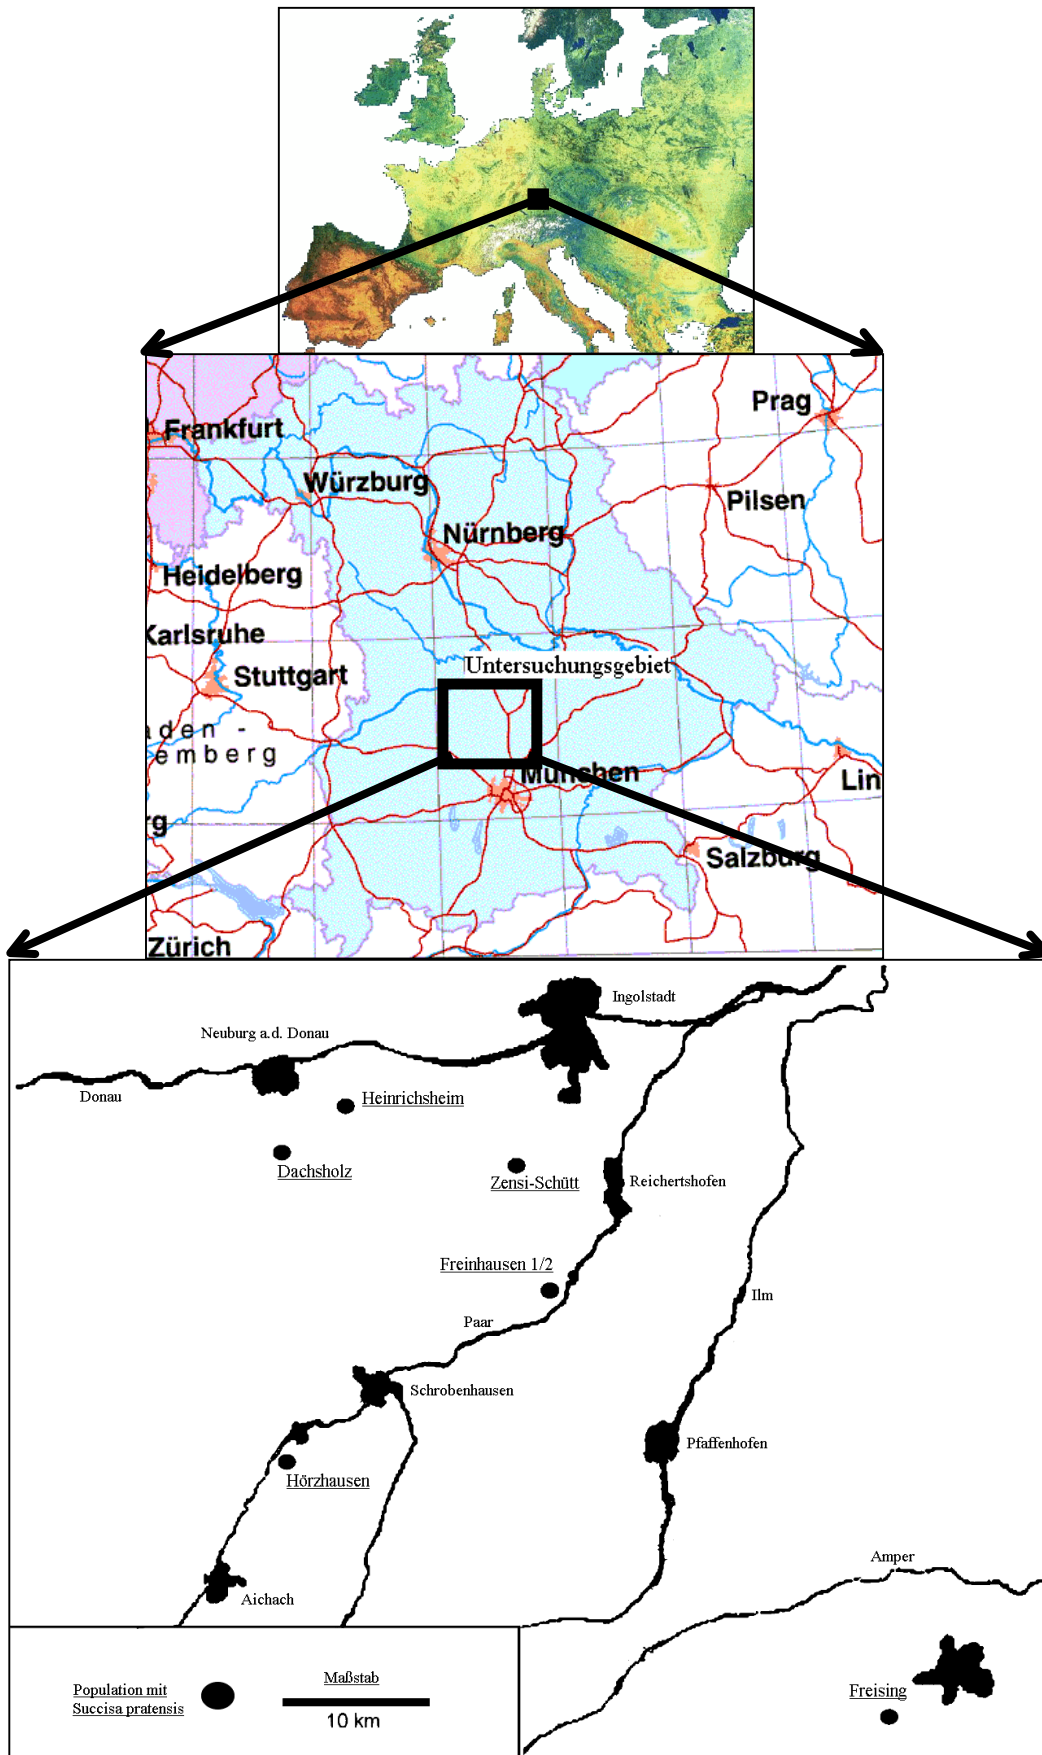 Prag
Frankfurt
Würzburg
Pilsen
Nürnberg
Heidelberg
Karlsruhe
Untersuchungsgebiet
Stuttgart
aden -
emberg
München
Lin
rg
Salzburg
Zürich
Ingolstadt
Neuburg a.d. Donau
Donau
Heinrichsheim
Dachsholz
Zensi-Schütt
Reichertshofen
Freinhausen 1/2
Ilm
Paar
Schrobenhausen
Pfaffenhofen
Hörzhausen
Amper
Aichach
Population mit
Succisa pratensis
Maßstab
10 km
Freising